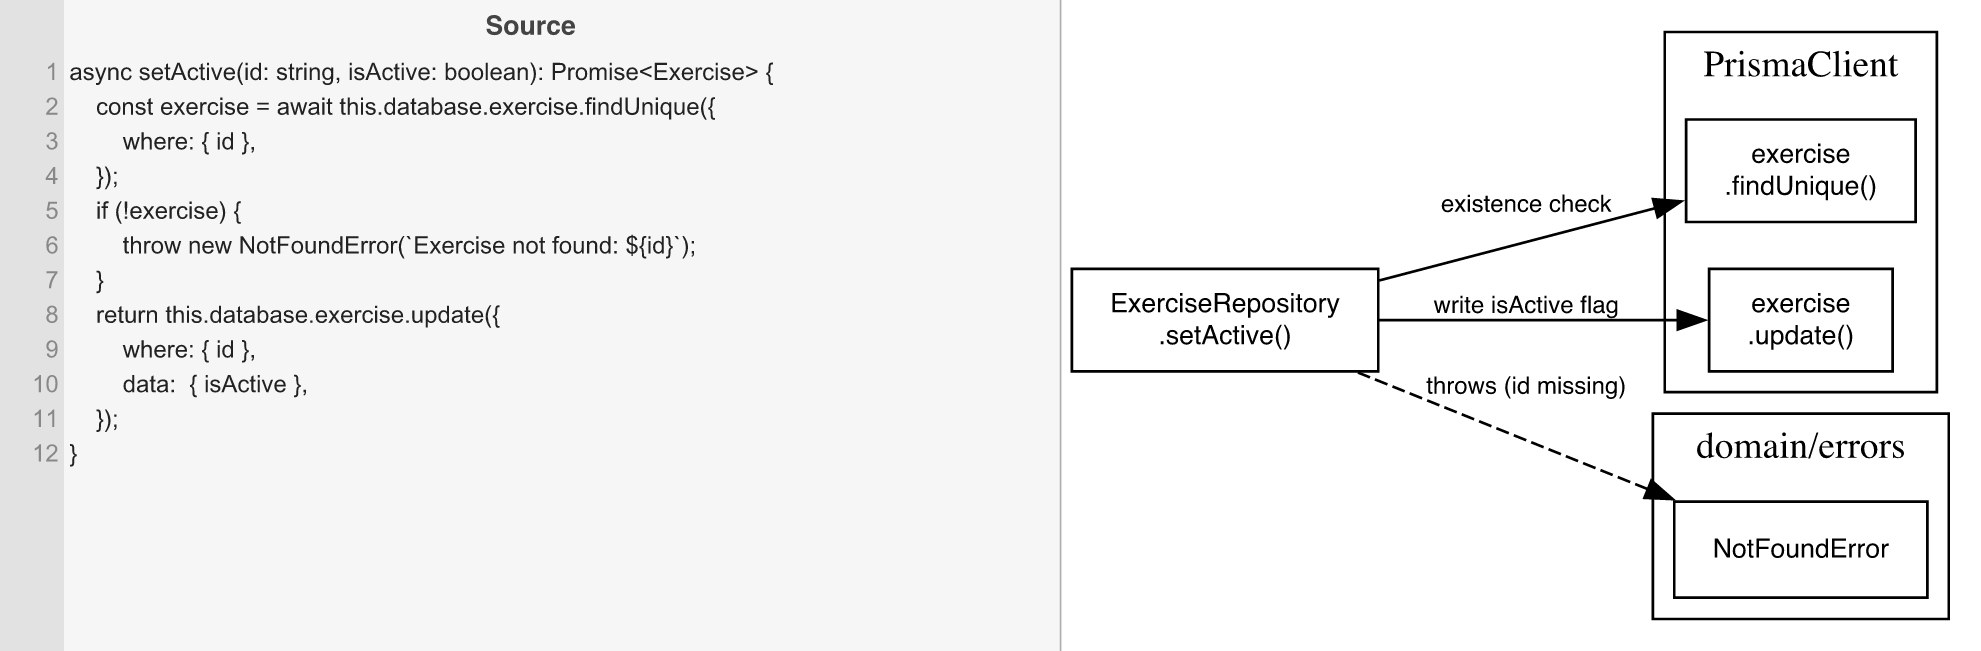 Source
1 async setActive(id: string, isActive: boolean): Promise<Exercise> {
2 const exercise = await this.database.exercise.findUnique({
3 where: { id },
4 });
5 if (!exercise) {
6 throw new NotFoundError(`Exercise not found: ${id}`);
7 }
8 return this.database.exercise.update({
9 where: { id },
10 data: { isActive },
11 });
12 }
PrismaClient
exercise
.findUnique()
existence check
ExerciseRepository
.setActive()
write isActive flag
exercise
.update()
throws (id missing)
domain/errors
NotFoundError